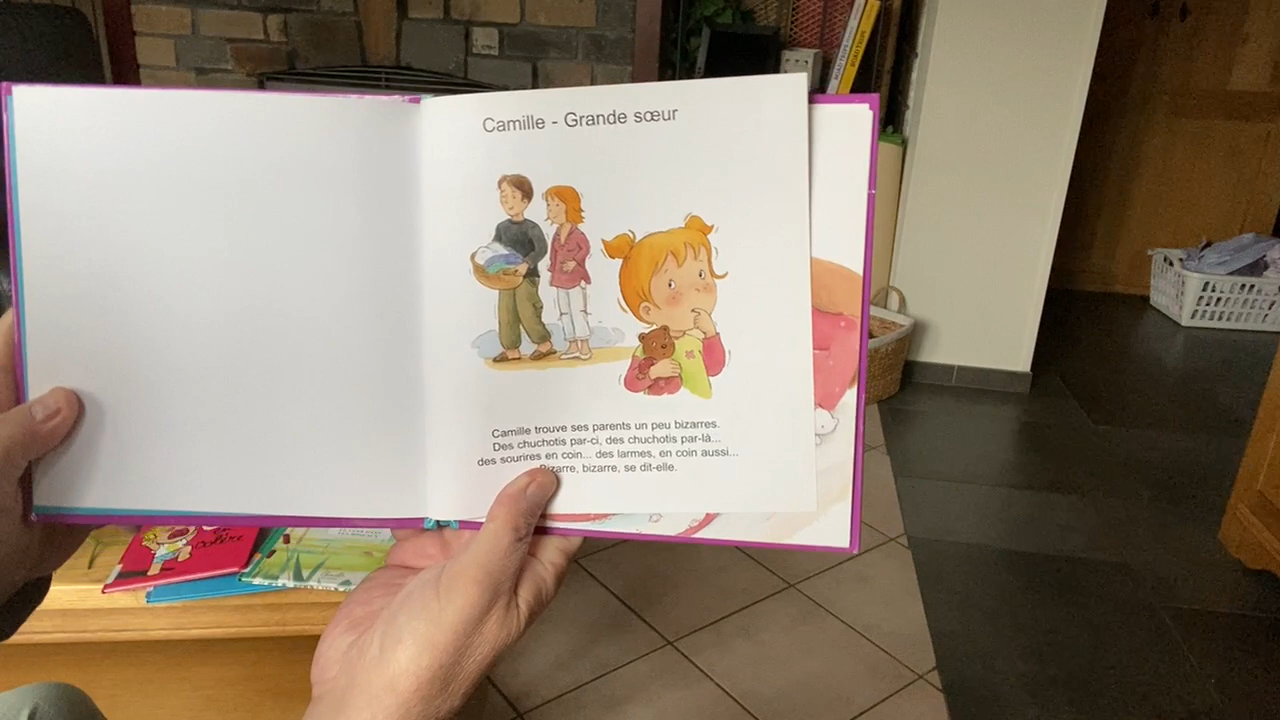 Camille - Grande sœur
Camille trouve ses parents un peu bizarres.
Des chuchotis par-ci, des chuchotis par-là...
des sourires en coin... des larmes, en coin aussi...
Bizarre, bizarre, se dit-elle.
colère